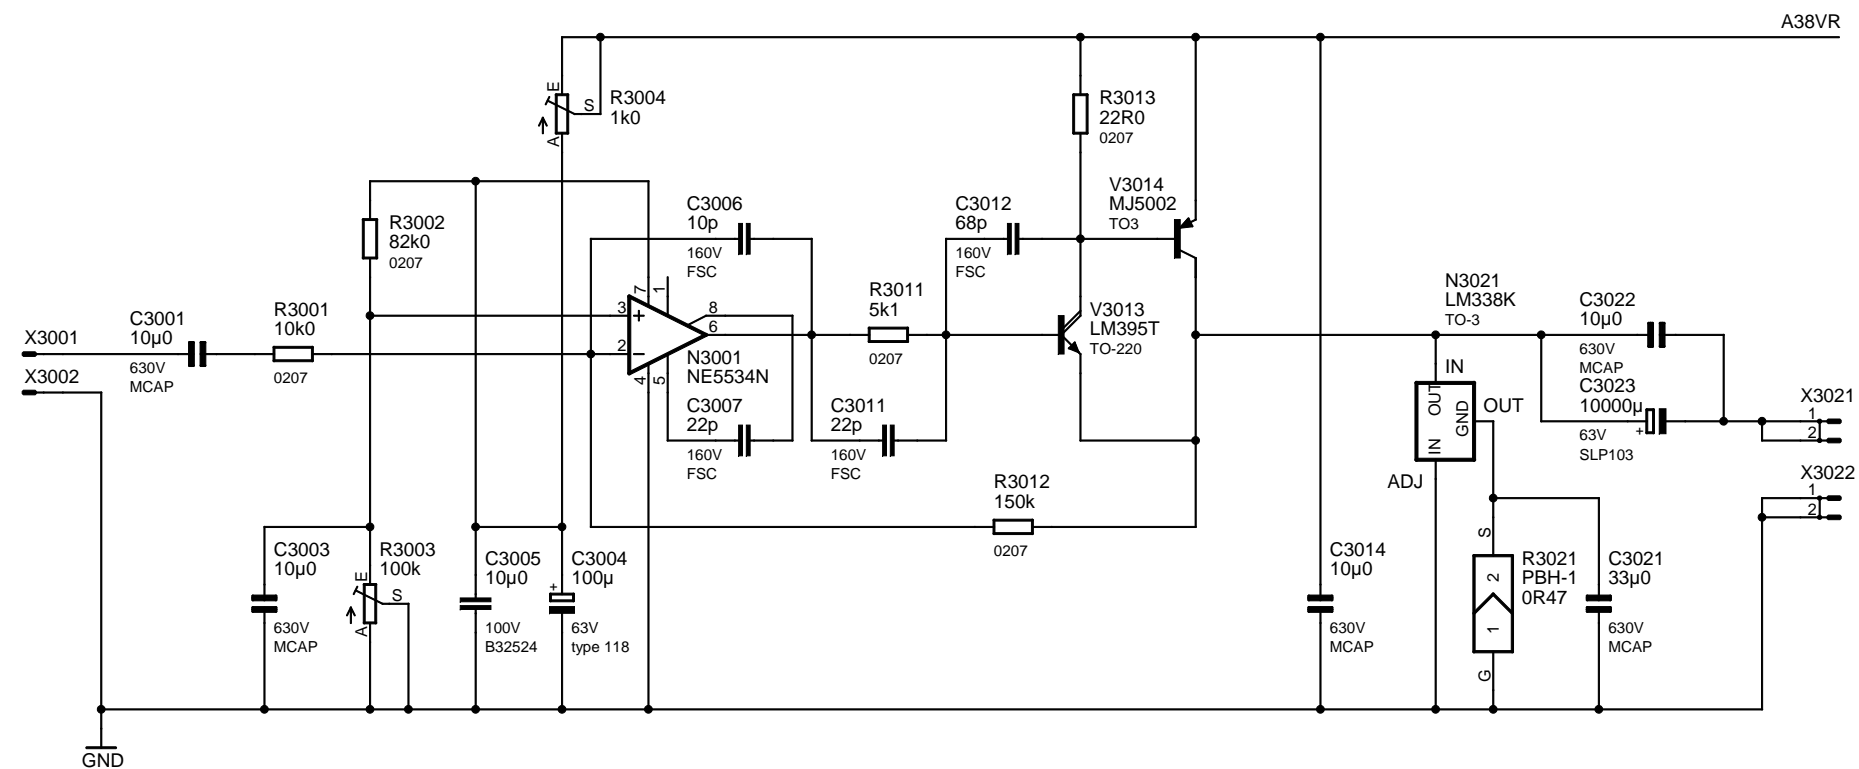 A38VR
E
R3004
1k0
S
A
R3013
22R0
0207
V3014
MJ5002
TO3
C3006
10p
160V
FSC
C3012
68p
160V
FSC
R3002
82k0
0207
7
1
3
+
8
6
2
−
4
5
N3001
NE5534N
R3011
5k1
0207
V3013
LM395T
TO-220
N3021
LM338K
TO-3
C3022
10µ0
630V
MCAP
X3001
X3002
C3001
10µ0
630V
MCAP
R3001
10k0
0207
C3007
22p
160V
FSC
C3011
22p
160V
FSC
IN
OUT
GND
IN
OUT
ADJ
C3023
10000µ
+
63V
SLP103
X3021
1
2
X3022
1
2
R3012
150k
0207
C3003
10µ0
630V
MCAP
R3003
100k
E
S
A
C3005
10µ0
100V
B32524
C3004
100µ
+
63V
type 118
C3014
10µ0
630V
MCAP
S
2
1
G
R3021
PBH-1
0R47
C3021
33µ0
630V
MCAP
GND